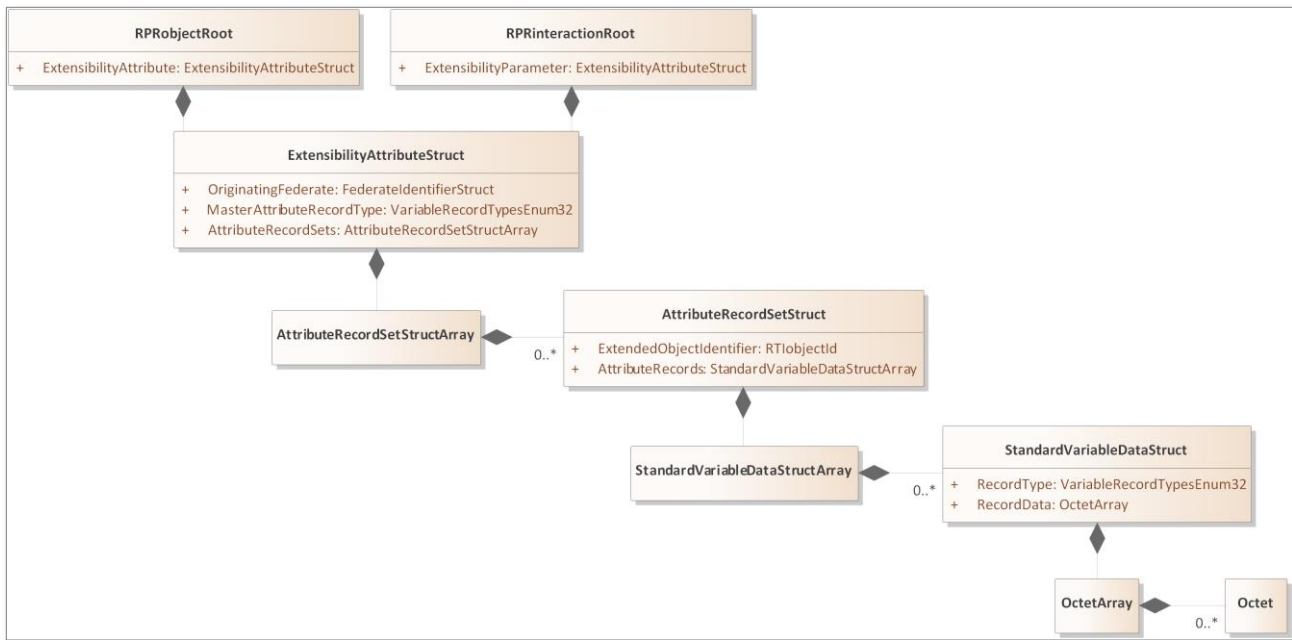 RPRobjectRoot
+ ExtensibilityAttribute: ExtensibilityAttributeStruct
RPRinteractionRoot
+ ExtensibilityParameter: ExtensibilityAttributeStruct
ExtensibilityAttributeStruct
+ OriginatingFederate: FederateIdentifierStruct
+ MasterAttributeRecordType: VariableRecordTypesEnum32
+ AttributeRecordSets: AttributeRecordSetStructArray
AttributeRecordSetStructArray
0..*
AttributeRecordSetStruct
+ ExtendedObjectIdentifier: RTIobjectId
+ AttributeRecords: StandardVariableDataStructArray
StandardVariableDataStructArray
0..*
StandardVariableDataStruct
+ RecordType: VariableRecordTypesEnum32
+ RecordData: OctetArray
OctetArray
0..*
Octet